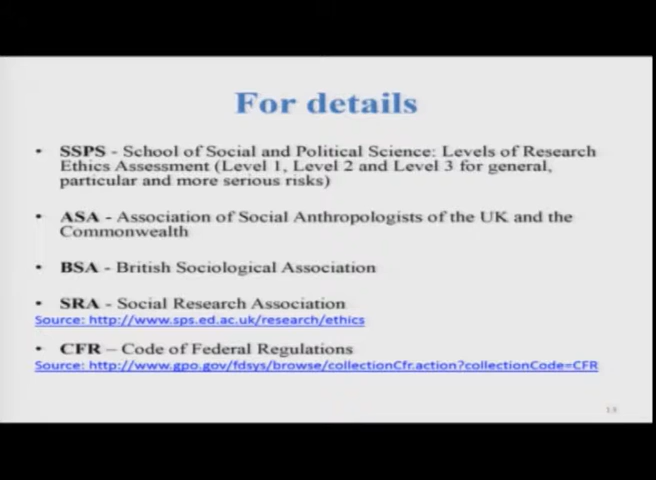 For details
• SSPS - School of Social and Political Science: Levels of Research
Ethics Assessment (Level 1, Level 2 and Level 3 for general,
particular and more serious risks)
• ASA - Association of Social Anthropologists of the UK and the
Commonwealth
• BSA - British Sociological Association
• SRA - Social Research Association
Source: http://www.sps.ed.ac.uk/research/ethics
• CFR – Code of Federal Regulations
Source: http://www.gpo.gov/fdsys/browse/collectionCfr.action?collectionCode=CFR
13